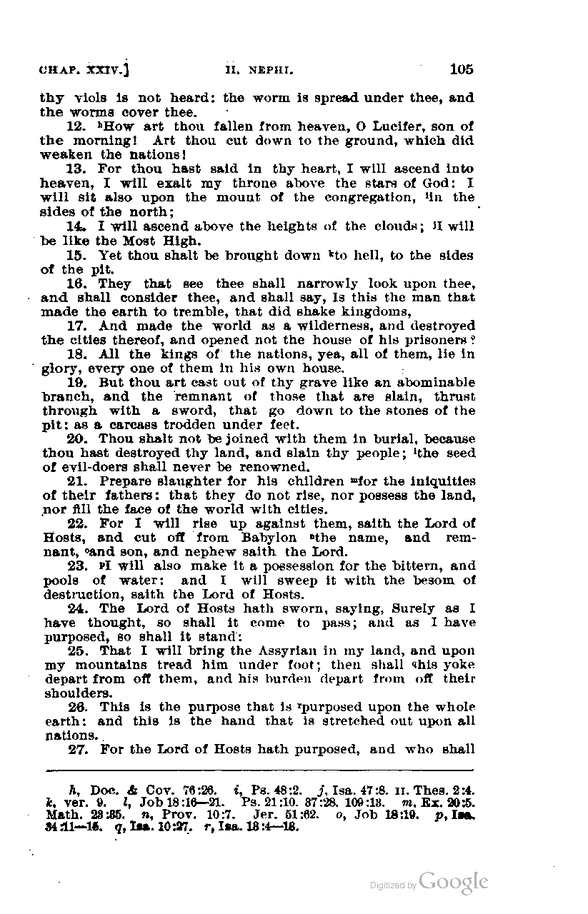 CHAP. XXIV.] II. NEPHI. 105
thy viols is not heard: the worm is spread under thee, and
the worms cover thee.
12. hHow art thou fallen from heaven, O Lucifer, son of
the morning! Art thou cut down to the ground, which did
weaken the nations!
13. For thou hast said in thy heart, I will ascend into
heaven, I will exalt my throne above the stars of God: I
will sit also upon the mount of the congregation, iin the
sides of the north;
14. I will ascend above the heights of the clouds; jI will
be like the Most High.
15. Yet thou shalt be brought down kto hell, to the sides
of the pit.
16. They that see thee shall narrowly look upon thee,
and shall consider thee, and shall say, Is this the man that
made the earth to tremble, that did shake kingdoms,
17. And made the world as a wilderness, and destroyed
the cities thereof, and opened not the house of his prisoners?
18. All the kings of the nations, yea, all of them, lie in
glory, every one of them in his own house.
19. But thou art cast out of thy grave like an abominable
branch, and the remnant of those that are slain, thrust
through with a sword, that go down to the stones of the
pit: as a carcass trodden under feet.
20. Thou shalt not be joined with them in burial, because
thou hast destroyed thy land, and slain thy people; lthe seed
of evil-doers shall never be renowned.
21. Prepare slaughter for his children mfor the iniquities
of their fathers: that they do not rise, nor possess the land,
nor fill the face of the world with cities.
22. For I will rise up against them, saith the Lord of
Hosts, and cut off from Babylon nthe name, and rem-
nant, oand son, and nephew saith the Lord.
23. pI will also make it a possession for the bittern, and
pools of water: and I will sweep it with the besom of
destruction, saith the Lord of Hosts.
24. The Lord of Hosts hath sworn, saying, Surely as I
have thought, so shall it come to pass; and as I have
purposed, so shall it stand:
25. That I will bring the Assyrian in my land, and upon
my mountains tread him under foot; then shall qhis yoke
depart from off them, and his burden depart from off their
shoulders.
26. This is the purpose that is rpurposed upon the whole
earth: and this is the hand that is stretched out upon all
nations.
27. For the Lord of Hosts hath purposed, and who shall
h, Doc. & Cov. 76:26. i, Ps. 48:2. j, Isa. 47:8. II. Thes. 2:4.
k, ver. 9. l, Job 18:16—21. Ps. 21:10. 37:28. 109:13. m, Ex. 20:5.
Math. 23:35. n, Prov. 10:7. Jer. 51:62. o, Job 18:19. p, Isa.
34:11—15. q, Isa. 10:27. r, Isa. 18:4—18.
Digitized by Google